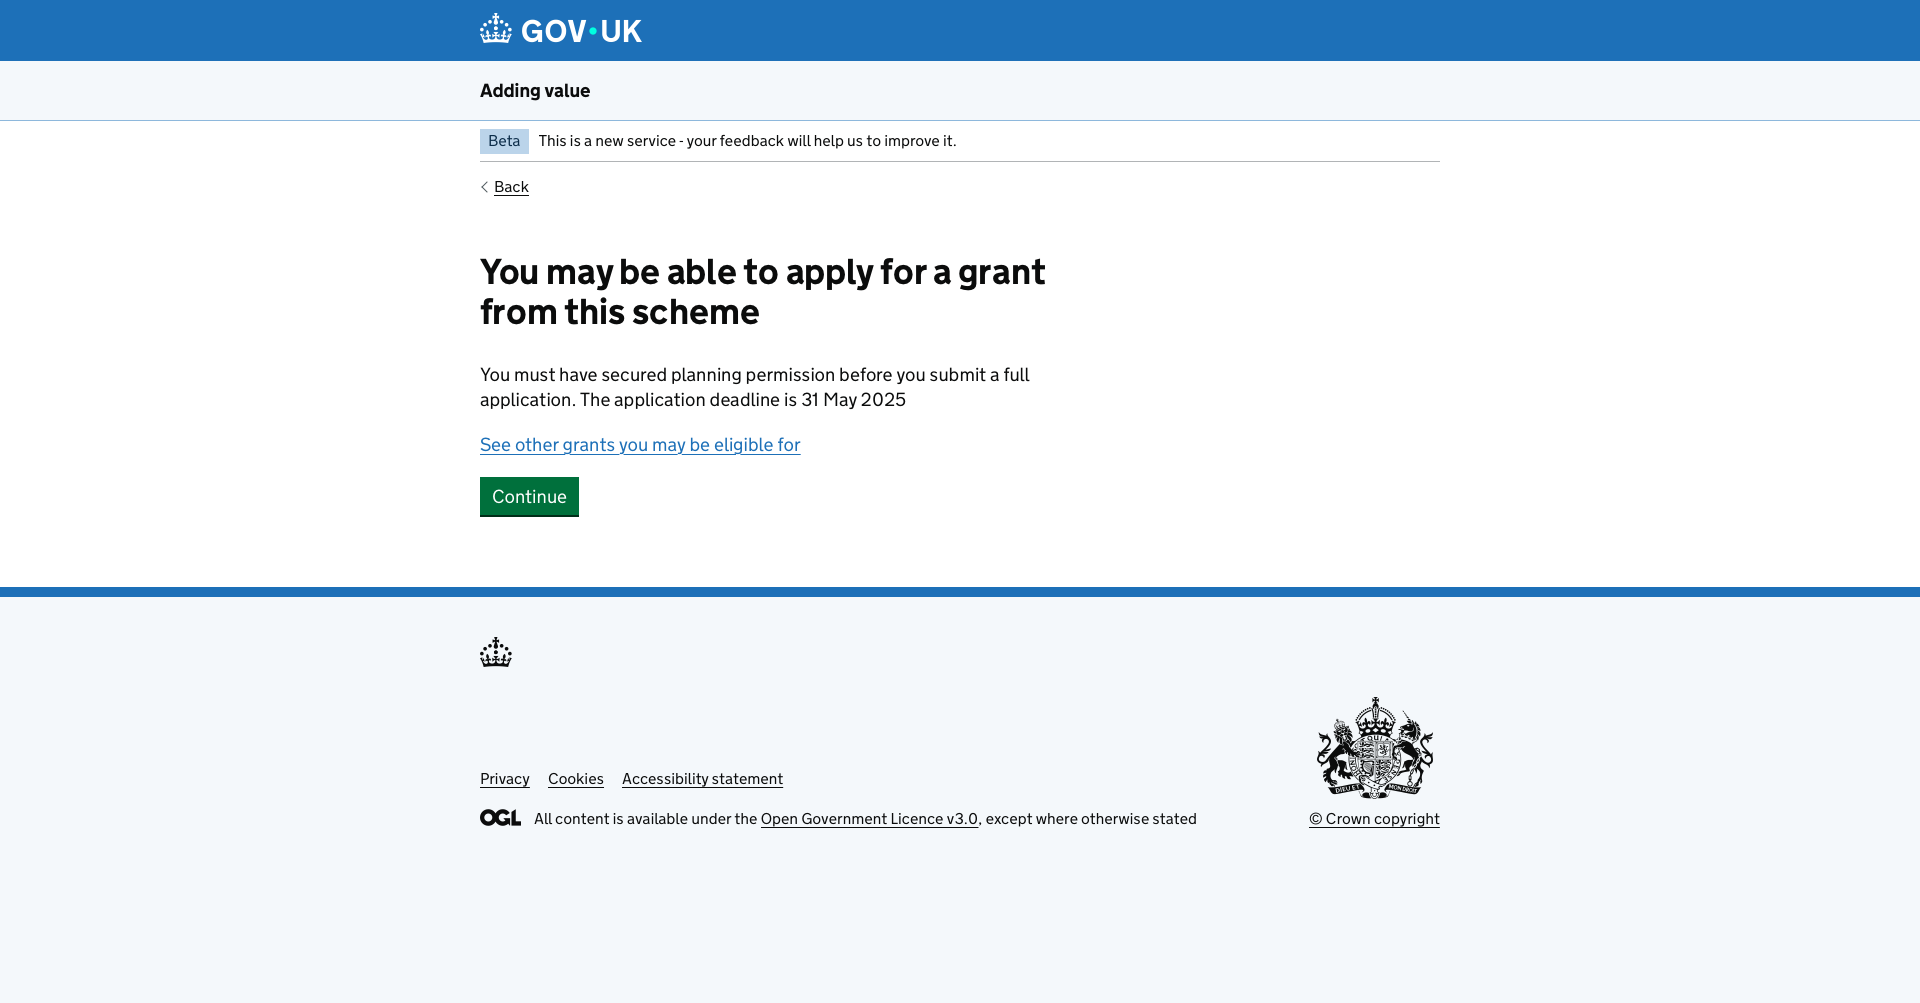 GOV•UK
Adding value
Beta This is a new service - your feedback will help us to improve it.
Back
You may be able to apply for a grant
from this scheme
You must have secured planning permission before you submit a full
application. The application deadline is 31 May 2025
See other grants you may be eligible for
Continue
Privacy Cookies Accessibility statement
OGL All content is available under the Open Government Licence v3.0, except where otherwise stated
DIEU ET MON DROIT
© Crown copyright